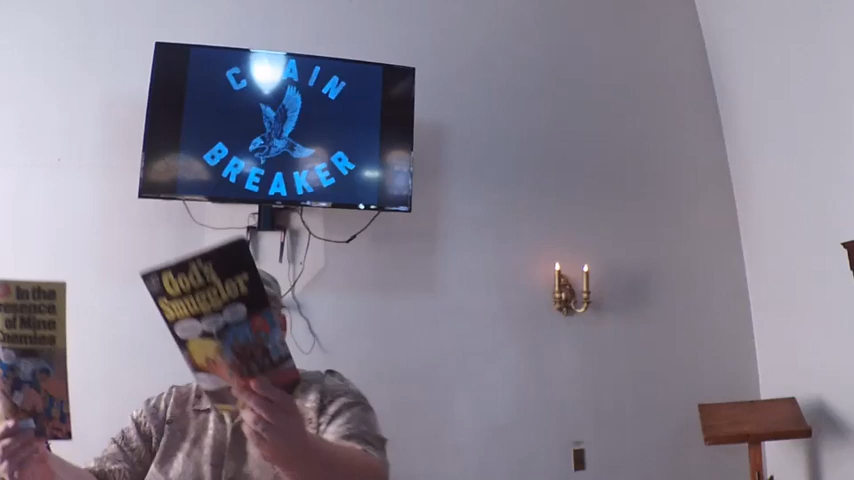 CHAIN
BREAKER
God's
Smuggler
In the
Presence
of Mine
Enemies